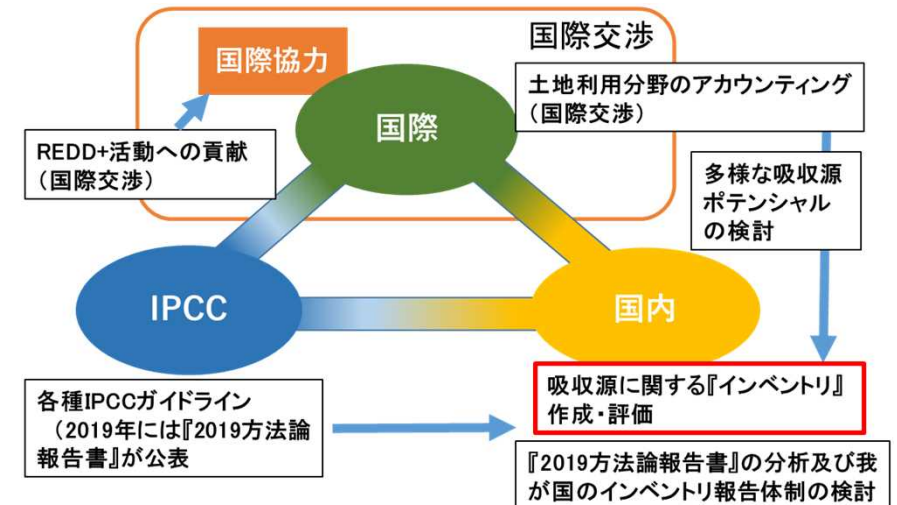 国際交渉
国際協力
国際
土地利用分野のアカウンティング
（国際交渉）
REDD+活動への貢献
（国際交渉）
多様な吸収源
ポテンシャル
の検討
IPCC
国内
各種IPCCガイドライン
（2019年には『2019方法論
報告書』が公表
吸収源に関する『インベントリ』
作成・評価
『2019方法論報告書』の分析及び我
が国のインベントリ報告体制の検討